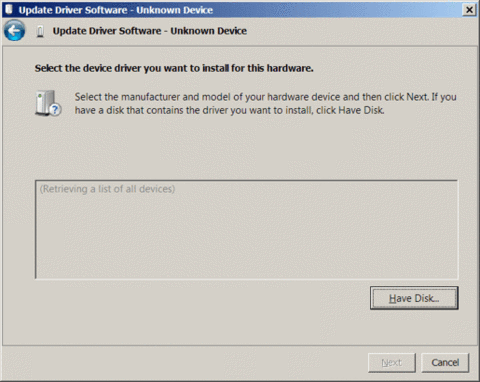 Update Driver Software - Unknown Device
Update Driver Software - Unknown Device
Select the device driver you want to install for this hardware.
Select the manufacturer and model of your hardware device and then click Next. If you
have a disk that contains the driver you want to install, click Have Disk.
(Retrieving a list of all devices)
Have Disk...
Next
Cancel